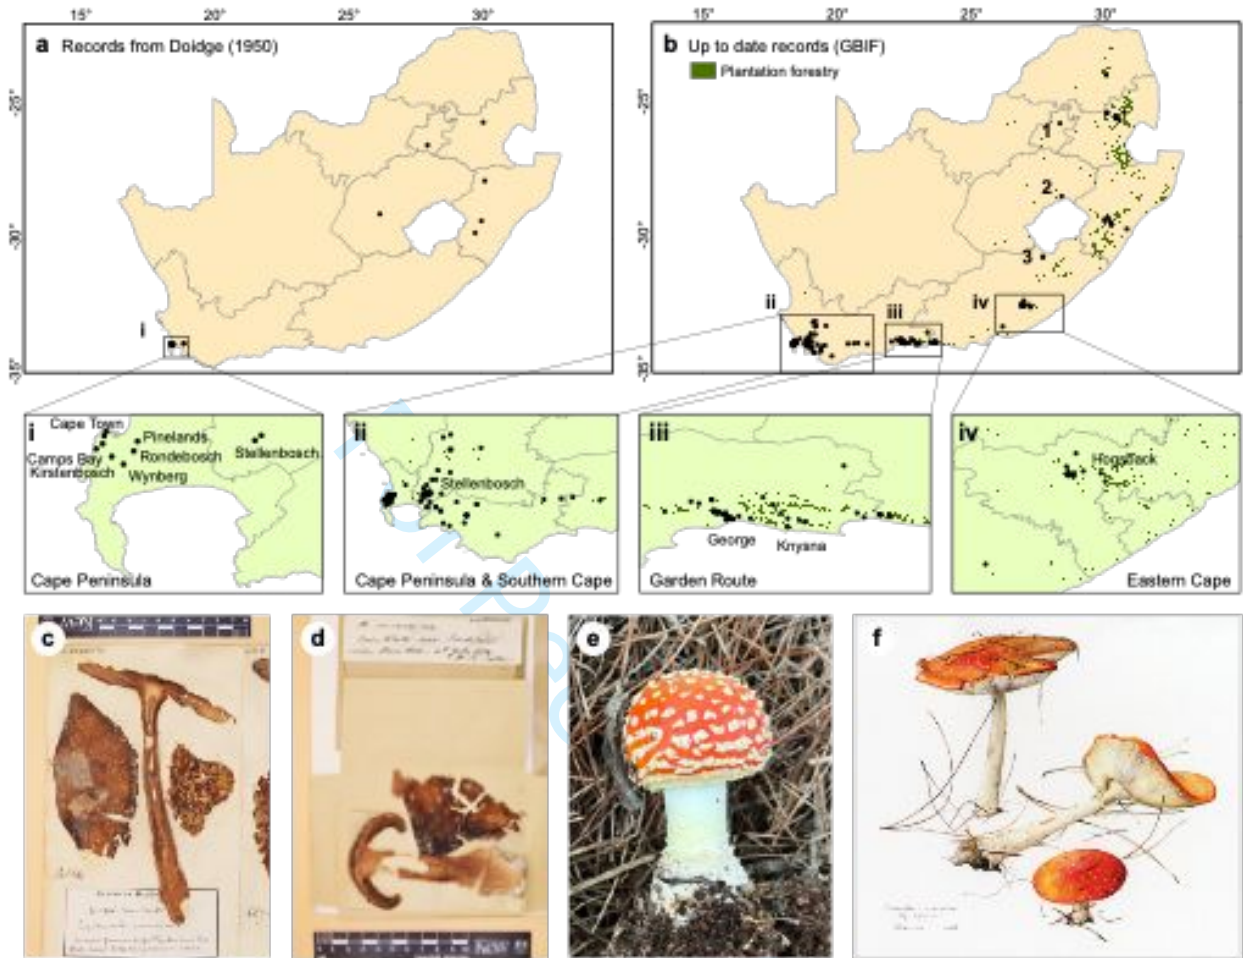 15° 20° 25° 30°
15° 20° 25° 30°
a Records from Doidge (1950)
b Up to date records (GBIF)
Plantation forestry
-25°
-30°
-35°
-25°
-30°
-35°
1
2
3
i
ii
iii
iv
i
Cape Town
Pinelands
Camps Bay
Rondebosch
Stellenbosch
Kirstenbosch
Wynberg
Cape Peninsula
ii
Stellenbosch
Cape Peninsula & Southern Cape
iii
George
Knysna
Garden Route
iv
Hogsback
Eastern Cape
c
d
e
f